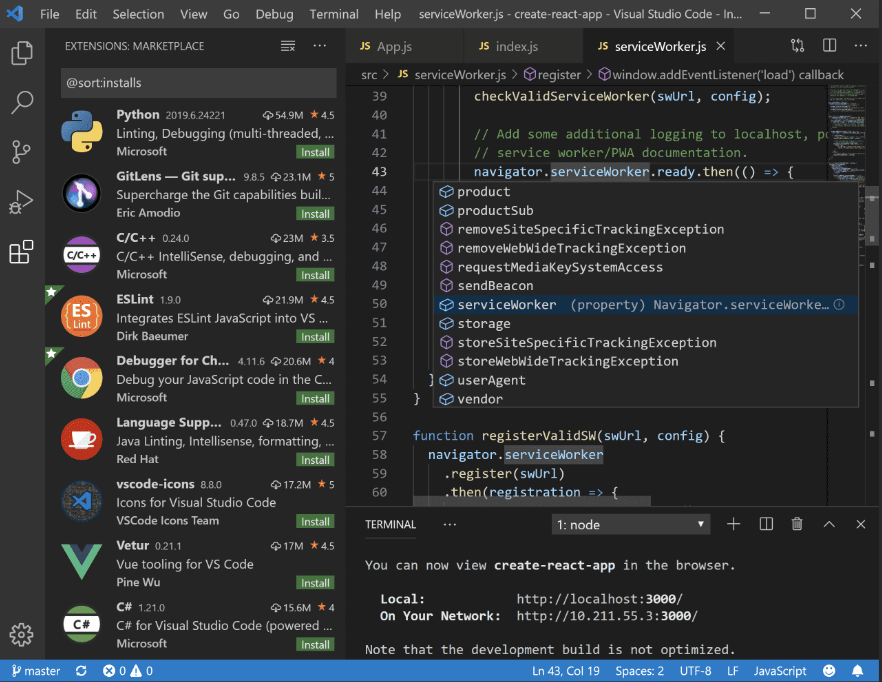 File Edit Selection View Go Debug Terminal Help serviceWorker.js - create-react-app - Visual Studio Code - In...
EXTENSIONS: MARKETPLACE
@sort:installs
Python 2019.6.24221 54.9M 4.5
Linting, Debugging (multi-threaded, ...
Microsoft Install
GitLens — Git sup... 9.8.5 23.1M 5
Supercharge the Git capabilities buil...
Eric Amodio Install
C/C++
C/C++ 0.24.0 23M 3.5
C/C++ IntelliSense, debugging, and ...
Microsoft Install
ES
Lint
ESLint 1.9.0 21.9M 4.5
Integrates ESLint JavaScript into VS ...
Dirk Baeumer Install
Debugger for Ch... 4.11.6 20.6M 4
Debug your JavaScript code in the C...
Microsoft Install
Language Supp... 0.47.0 18.7M 4.5
Java Linting, Intellisense, formatting, ...
Red Hat Install
vscode-icons 8.8.0 17.2M 5
Icons for Visual Studio Code
VSCode Icons Team Install
Vetur 0.21.1 17M 4.5
Vue tooling for VS Code
Pine Wu Install
C#
C# 1.21.0 15.6M 4
C# for Visual Studio Code (powered ...
Microsoft Install
JS App.js JS index.js JS serviceWorker.js
src > JS serviceWorker.js > register > window.addEventListener('load') callback
39 checkValidServiceWorker(swUrl, config);
40
41 // Add some additional logging to localhost, po
42 // service worker/PWA documentation.
43 navigator.serviceWorker.ready.then(() => {
44 product
45 productSub
46 removeSiteSpecificTrackingException
47 removeWebWideTrackingException
48 requestMediaKeySystemAccess
49 sendBeacon
50 serviceWorker (property) Navigator.serviceWorke...
51 storage
52 storeSiteSpecificTrackingException
53 storeWebWideTrackingException
54 } userAgent
55 } vendor
56
57 function registerValidSW(swUrl, config) {
58 navigator.serviceWorker
59 .register(swUrl)
60 .then(registration => {
TERMINAL ... 1: node
You can now view create-react-app in the browser.
Local: http://localhost:3000/
On Your Network: http://10.211.55.3:3000/
Note that the development build is not optimized.
master 0 0 Ln 43, Col 19 Spaces: 2 UTF-8 LF JavaScript